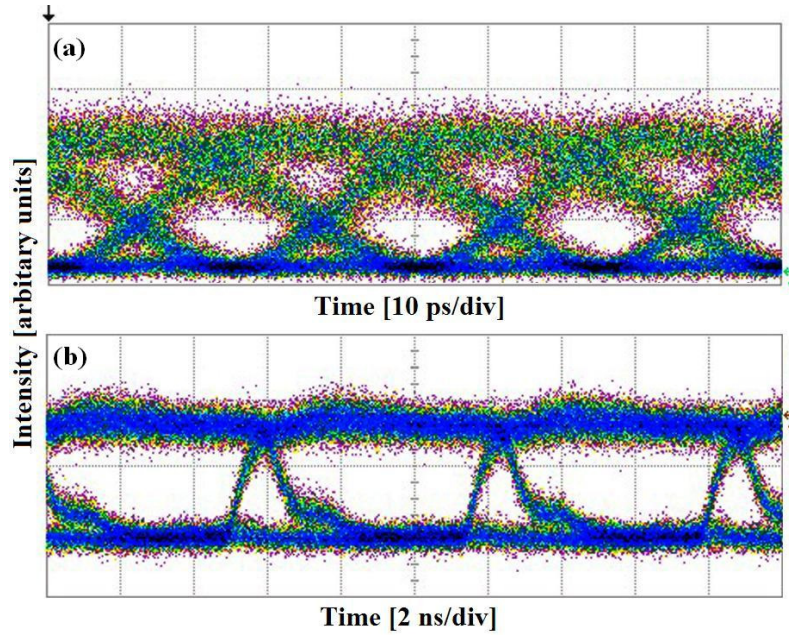 (a)
Time [10 ps/div]
Intensity [arbitary units]
(b)
Time [2 ns/div]